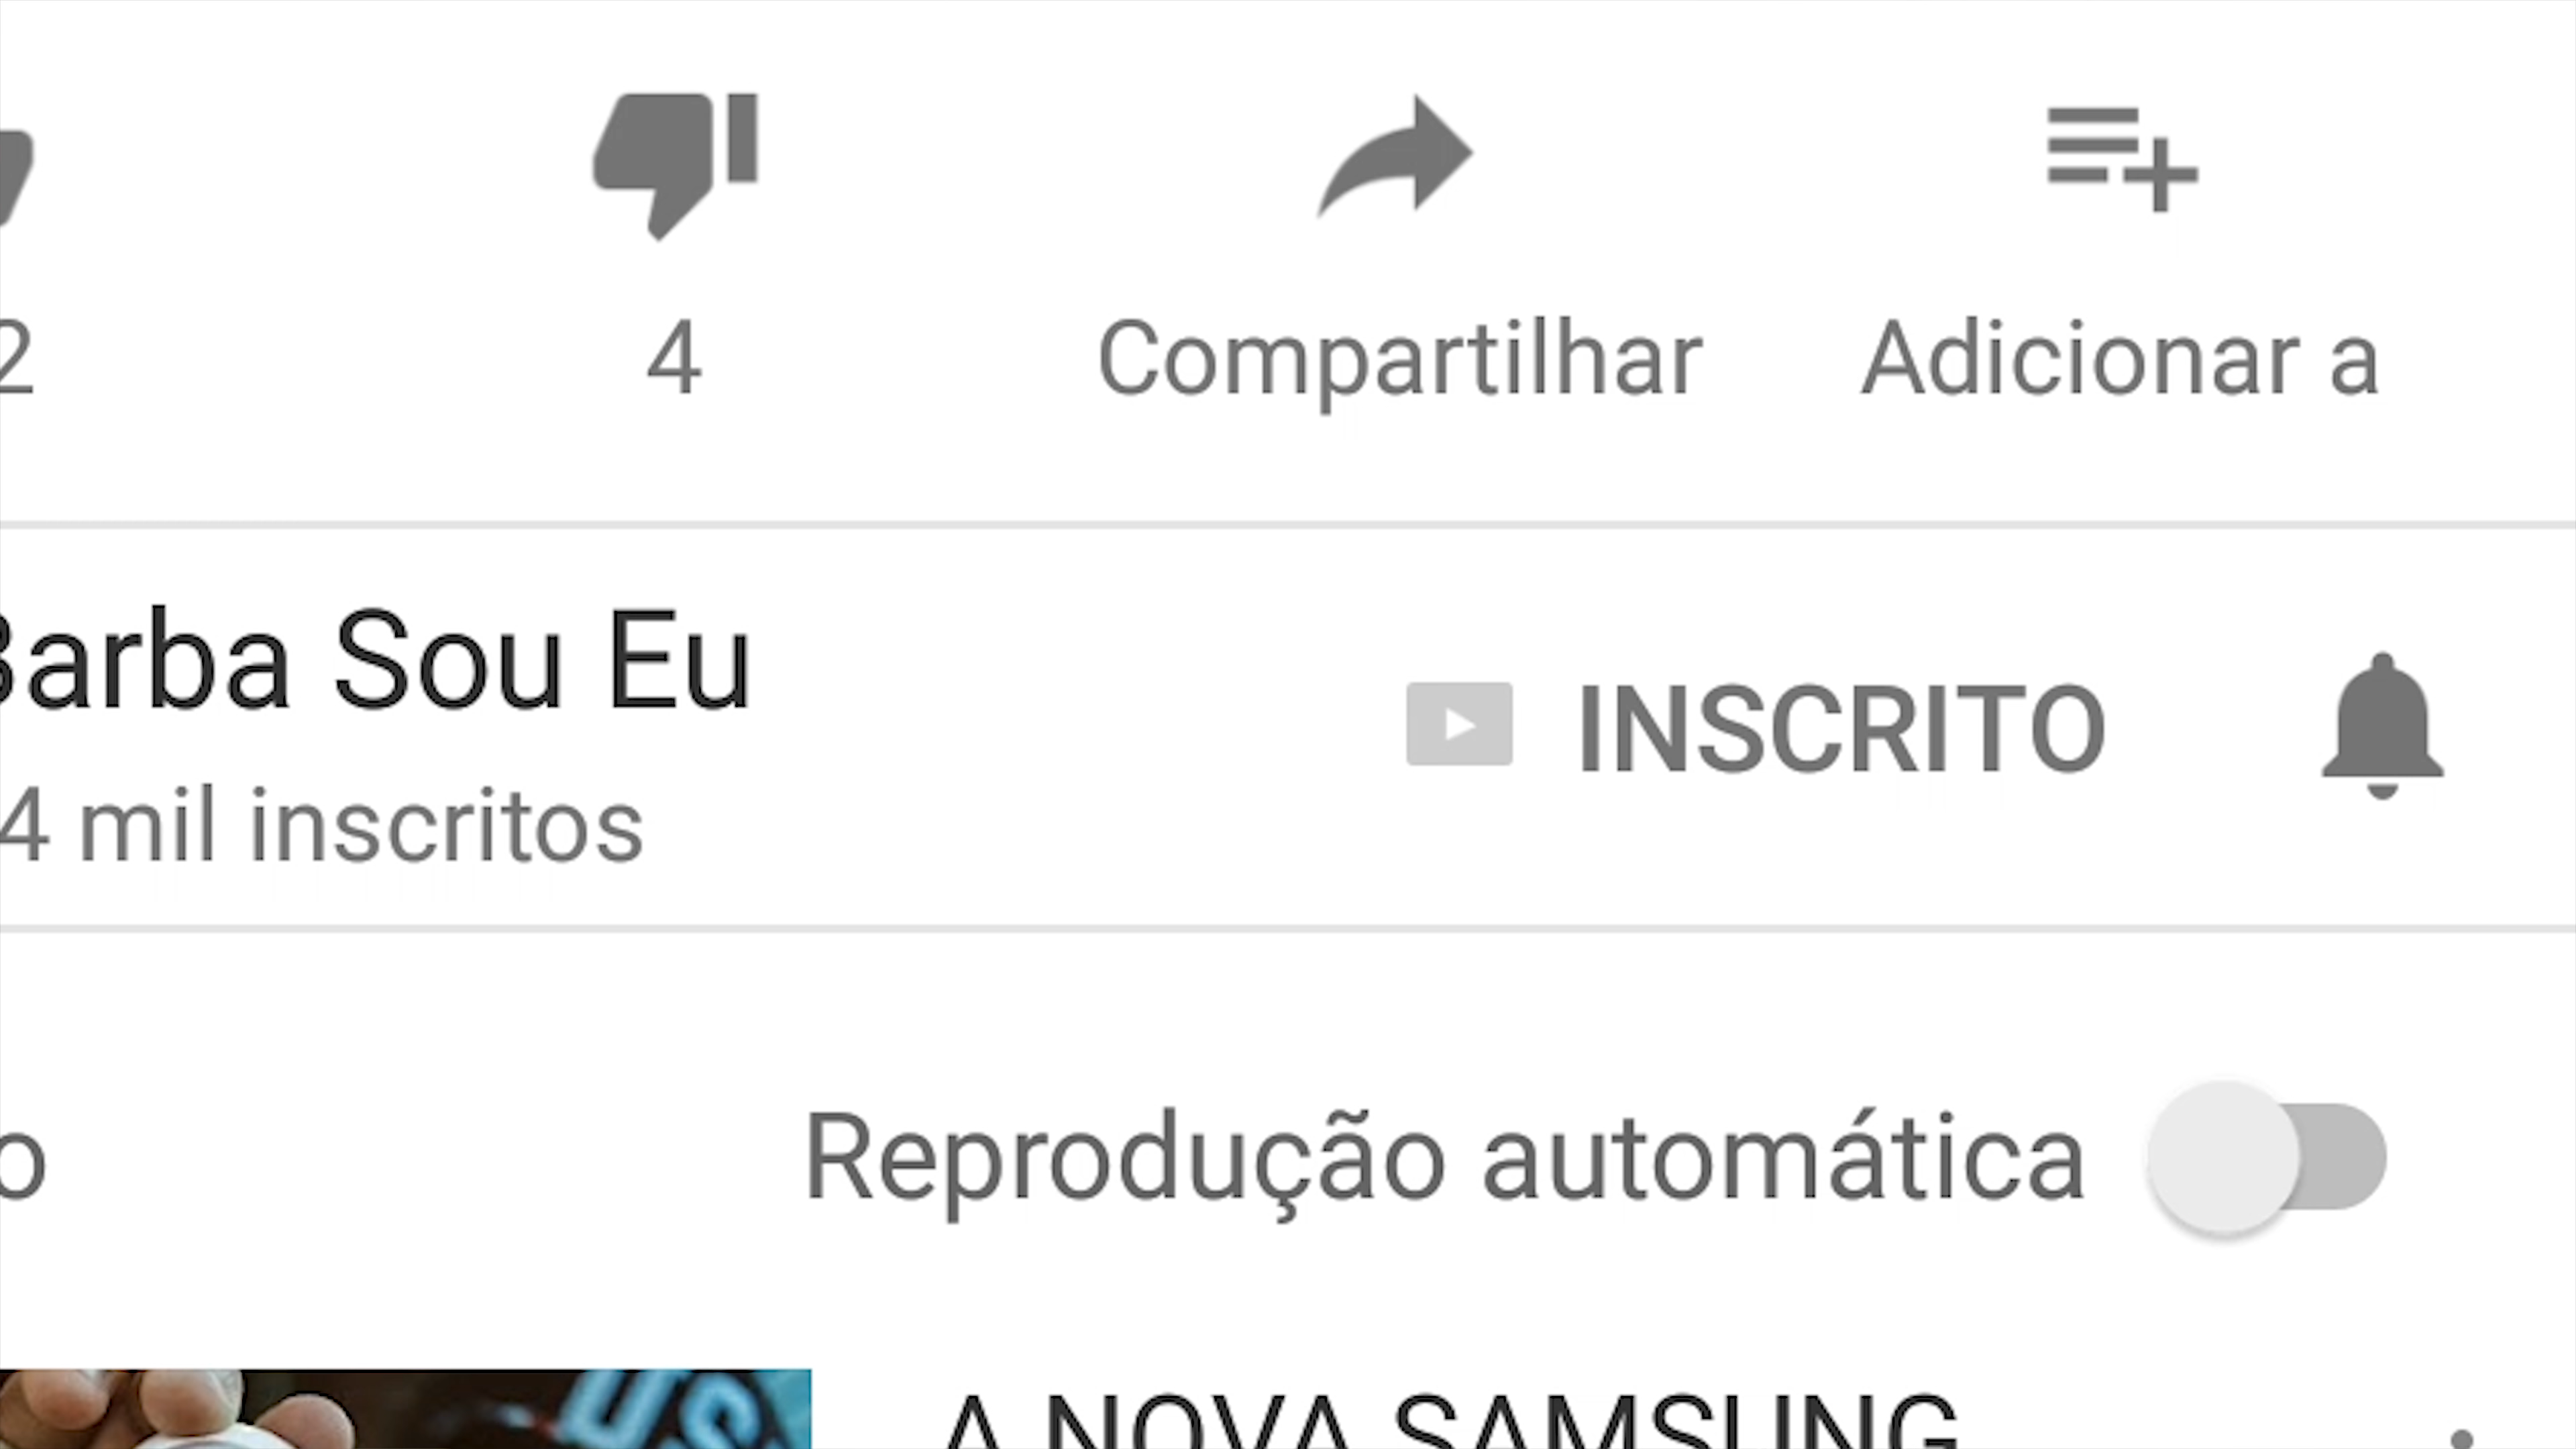 2
4
Compartilhar
Adicionar a
Barba Sou Eu
4 mil inscritos
INSCRITO
o
Reprodução automática
A NOVA SAMSUNG